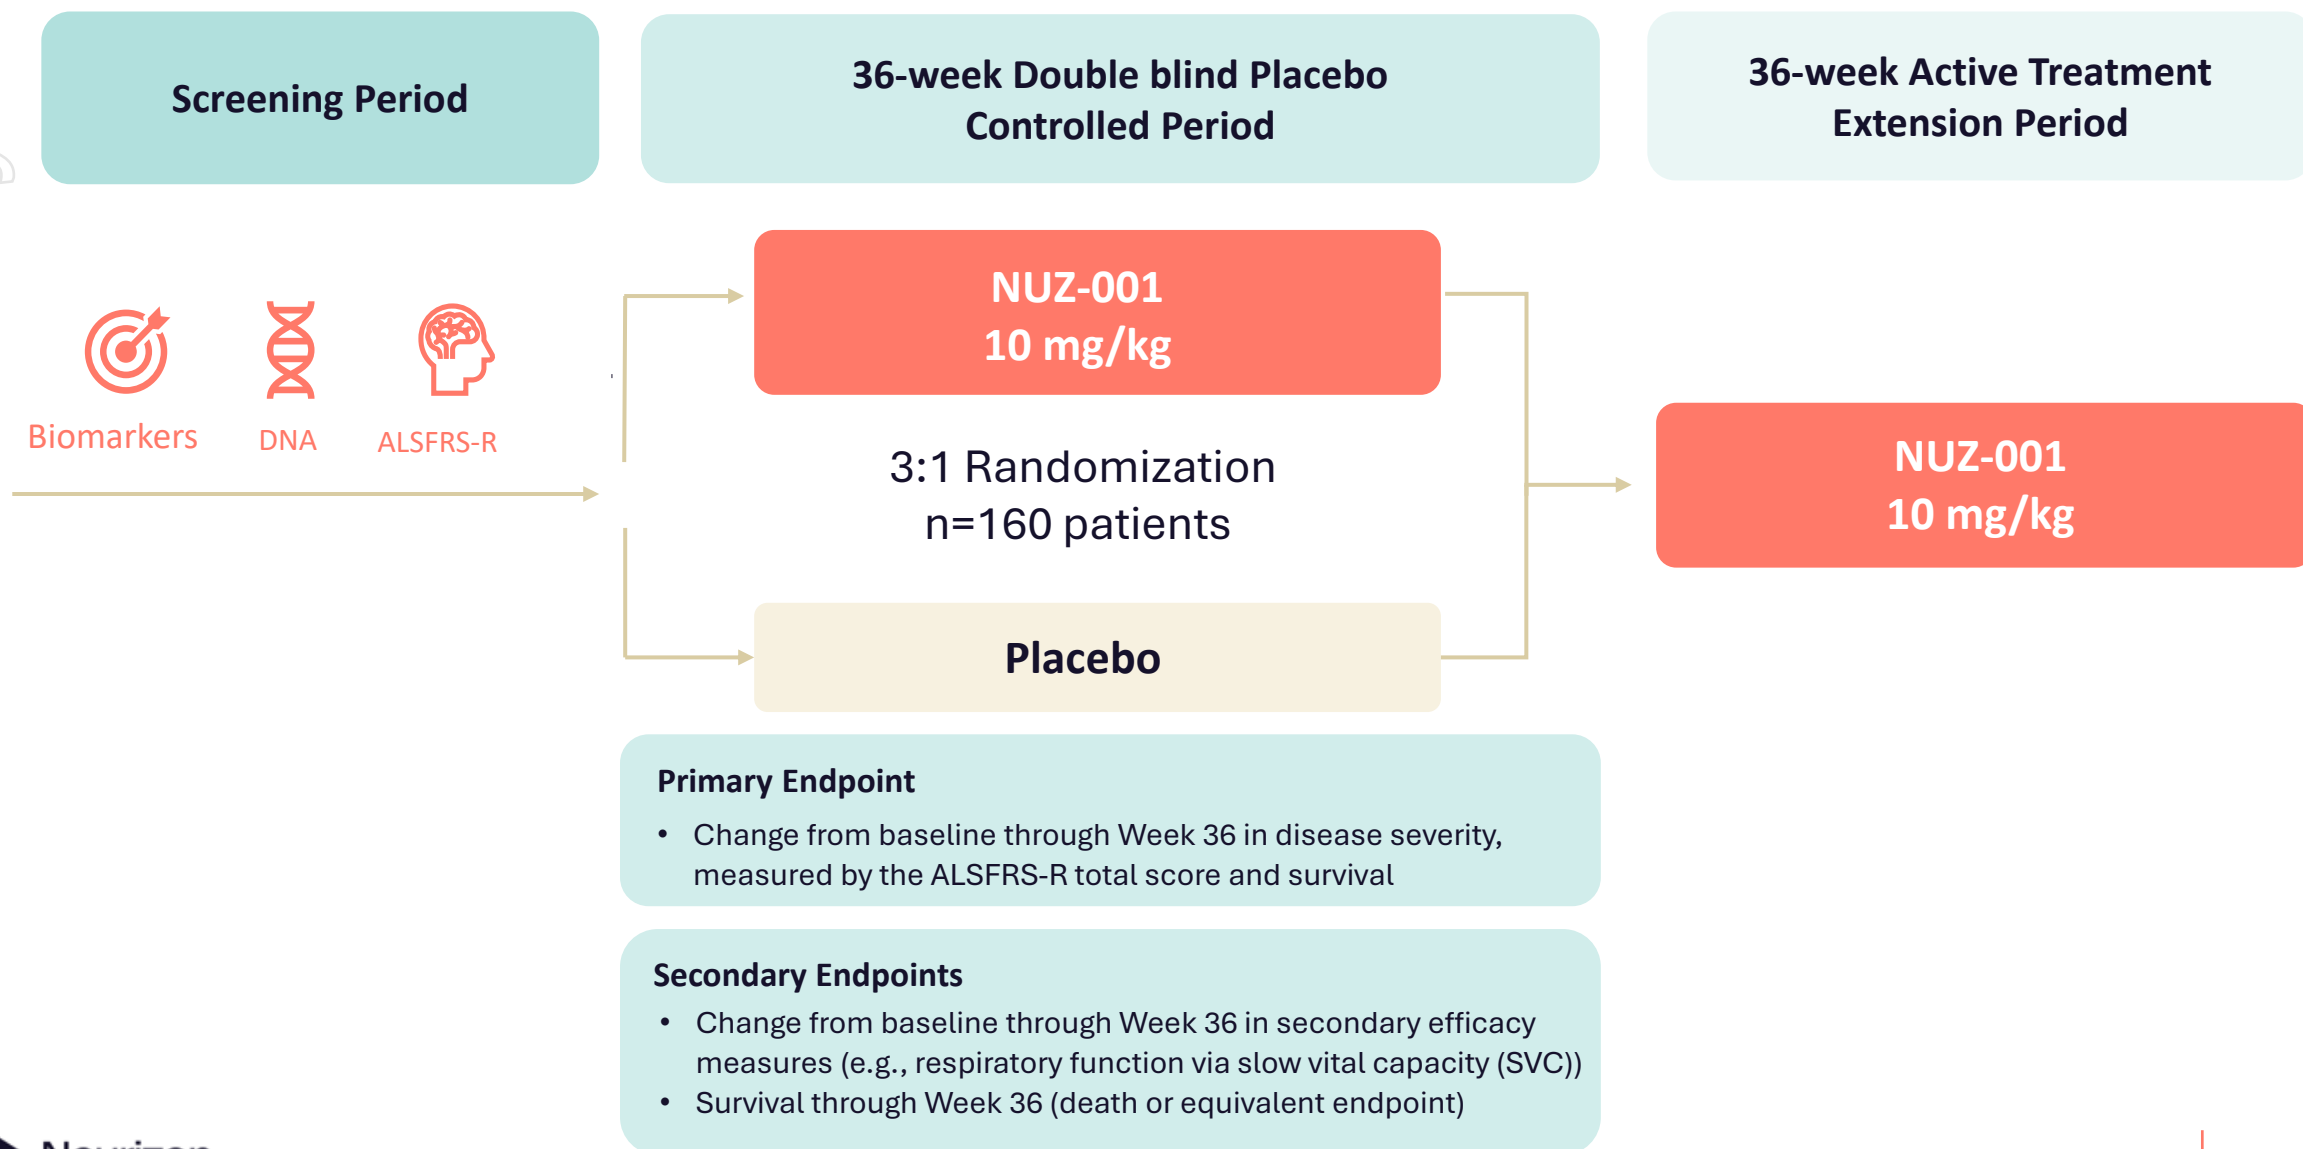 Screening Period
36-week Double blind Placebo
Controlled Period
36-week Active Treatment
Extension Period
Biomarkers
DNA
ALSFRS-R
NUZ-001
10 mg/kg
3:1 Randomization
n=160 patients
Placebo
NUZ-001
10 mg/kg
Primary Endpoint
• Change from baseline through Week 36 in disease severity,
measured by the ALSFRS-R total score and survival
Secondary Endpoints
• Change from baseline through Week 36 in secondary efficacy
measures (e.g., respiratory function via slow vital capacity (SVC))
• Survival through Week 36 (death or equivalent endpoint)